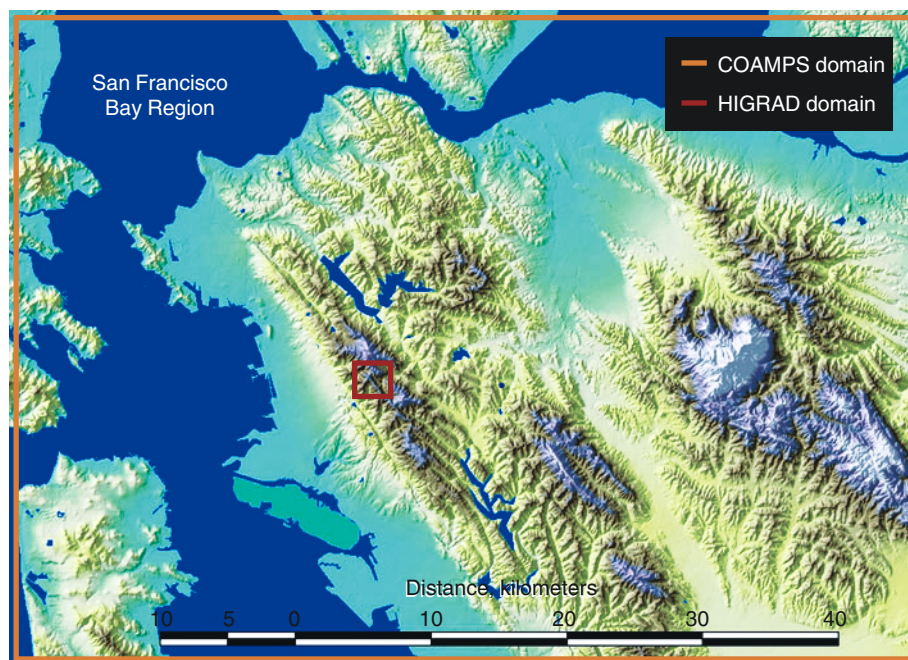 San Francisco
Bay Region
COAMPS domain
HIGRAD domain
Distance, kilometers
10 5 0 10 20 30 40